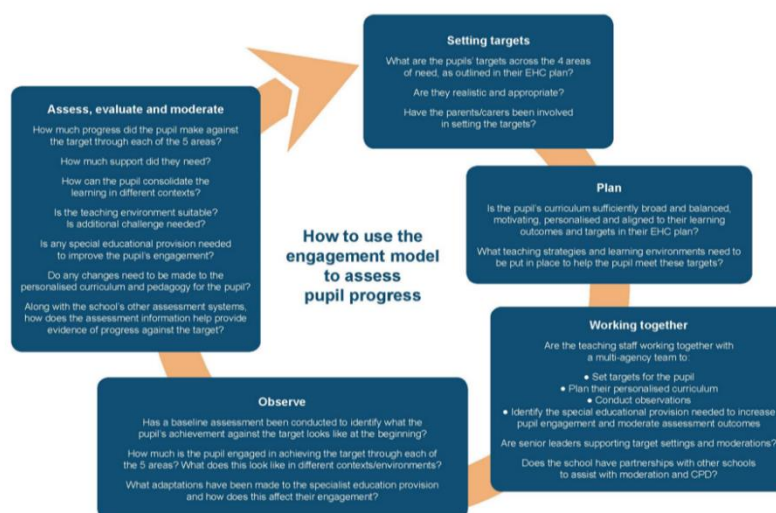 How to use the
engagement model
to assess
pupil progress
Setting targets
What are the pupils' targets across the 4 areas
of need, as outlined in their EHC plan?
Are they realistic and appropriate?
Have the parents/carers been involved
in setting the targets?
Plan
Is the pupil's curriculum sufficiently broad and balanced,
motivating, personalised and aligned to their learning
outcomes and targets in their EHC plan?
What teaching strategies and learning environments need to
be put in place to help the pupil meet these targets?
Working together
Are the teaching staff working together with
a multi-agency team to:
● Set targets for the pupil
● Plan their personalised curriculum
● Conduct observations
● Identify the special educational provision needed to increase
pupil engagement and moderate assessment outcomes
Are senior leaders supporting target settings and moderations?
Does the school have partnerships with other schools
to assist with moderation and CPD?
Observe
Has a baseline assessment been conducted to identify what the
pupil's achievement against the target looks like at the beginning?
How much is the pupil engaged in achieving the target through each of
the 5 areas? What does this look like in different contexts/environments?
What adaptations have been made to the specialist education provision
and how does this affect their engagement?
Assess, evaluate and moderate
How much progress did the pupil make against
the target through each of the 5 areas?
How much support did they need?
How can the pupil consolidate the
learning in different contexts?
Is the teaching environment suitable?
Is additional challenge needed?
Is any special educational provision needed
to improve the pupil's engagement?
Do any changes need to be made to the
personalised curriculum and pedagogy for the pupil?
Along with the school's other assessment systems,
how does the assessment information help provide
evidence of progress against the target?